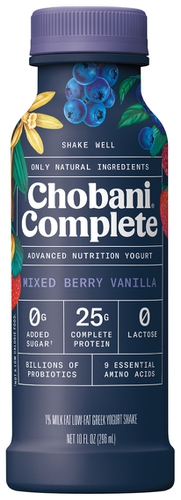 SHAKE WELL
ONLY NATURAL INGREDIENTS
Chobani®
Complete
ADVANCED NUTRITION YOGURT
MIXED BERRY VANILLA
0G ADDED SUGAR†
25G COMPLETE PROTEIN
0 LACTOSE
BILLIONS OF PROBIOTICS
9 ESSENTIAL AMINO ACIDS
1% MILK FAT LOW-FAT GREEK YOGURT SHAKE
NET 10 FL OZ (296 mL)